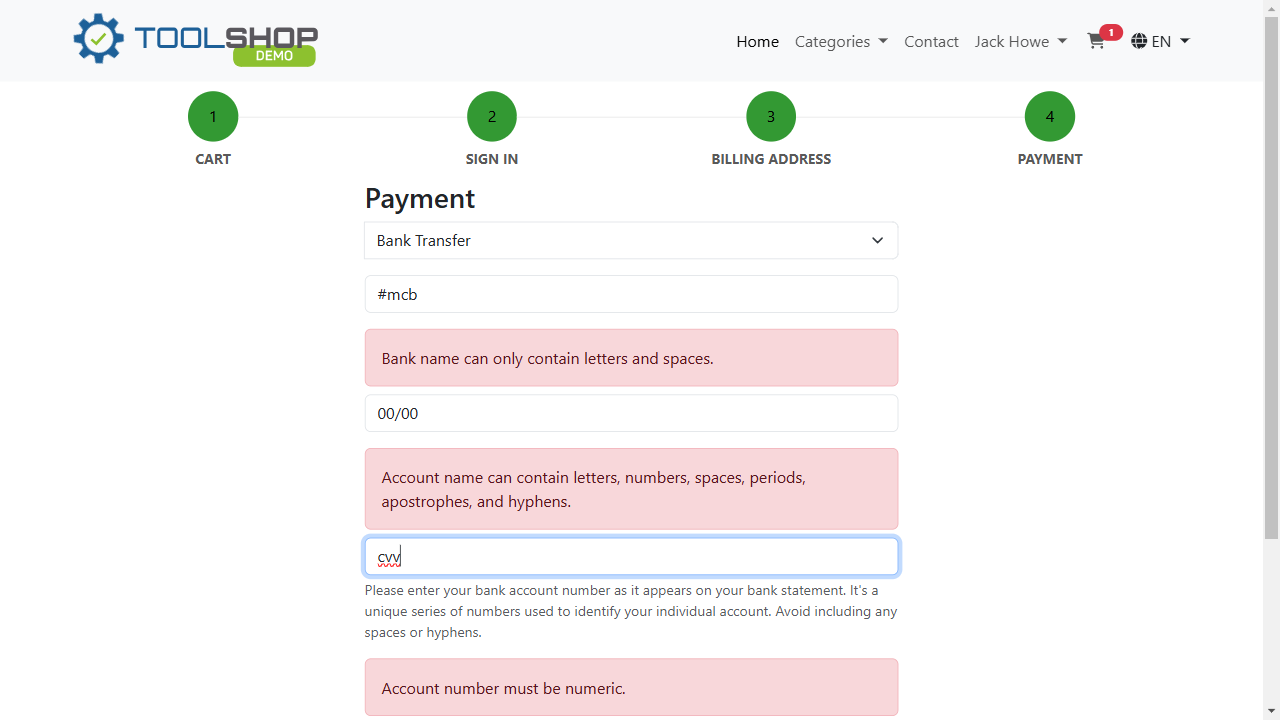 TOOLSHOP
DEMO
Home Categories Contact Jack Howe 1 EN
1 2 3 4
CART SIGN IN BILLING ADDRESS PAYMENT
Payment
Bank Transfer
#mcb
Bank name can only contain letters and spaces.
00/00
Account name can contain letters, numbers, spaces, periods,
apostrophes, and hyphens.
cvv
Please enter your bank account number as it appears on your bank statement. It's a
unique series of numbers used to identify your individual account. Avoid including any
spaces or hyphens.
Account number must be numeric.